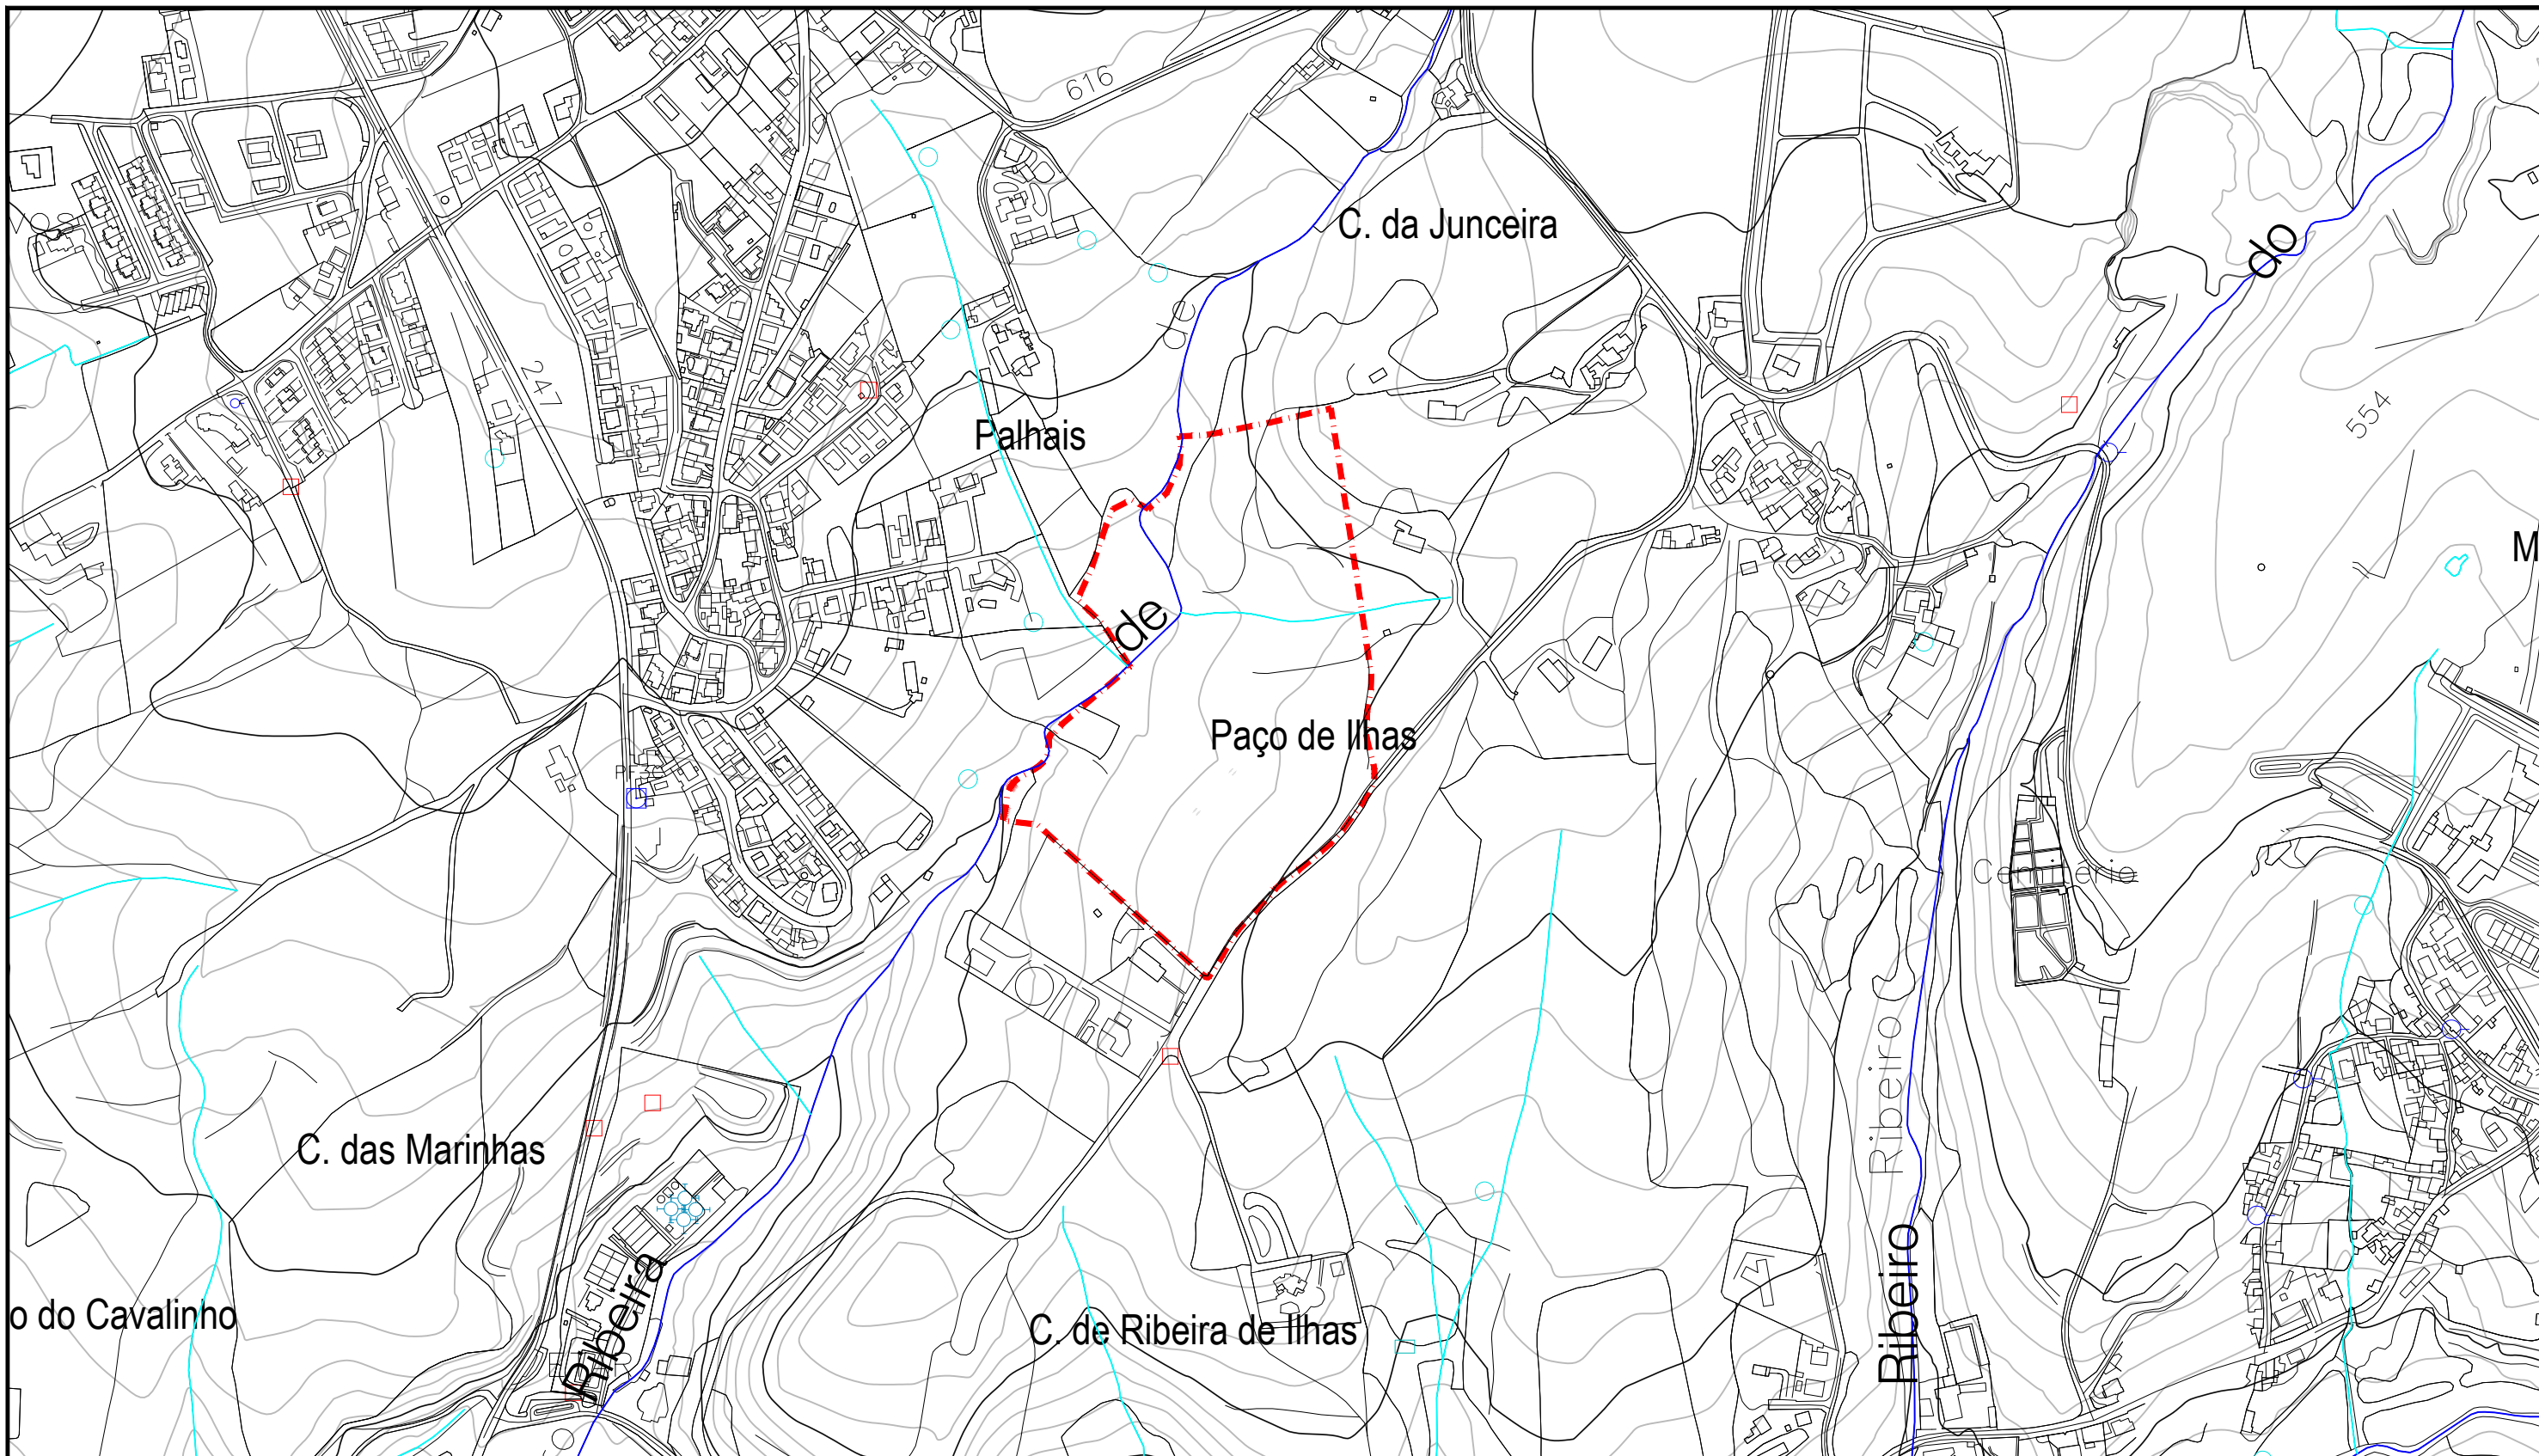 616
do
C. da Junceira
247
554
Palhais
M
de
Paço de Ilhas
Cemitério
Ribeiro
C. das Marinhas
Ribeira
Ribeiro
o do Cavalinho
C. de Ribeira de Ilhas